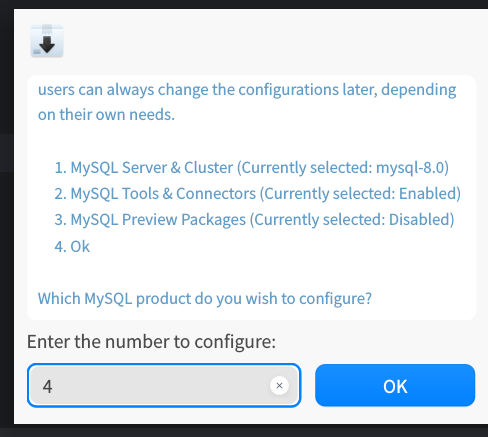 users can always change the configurations later, depending
on their own needs.
1. MySQL Server & Cluster (Currently selected: mysql-8.0)
2. MySQL Tools & Connectors (Currently selected: Enabled)
3. MySQL Preview Packages (Currently selected: Disabled)
4. Ok
Which MySQL product do you wish to configure?
Enter the number to configure:
4
OK